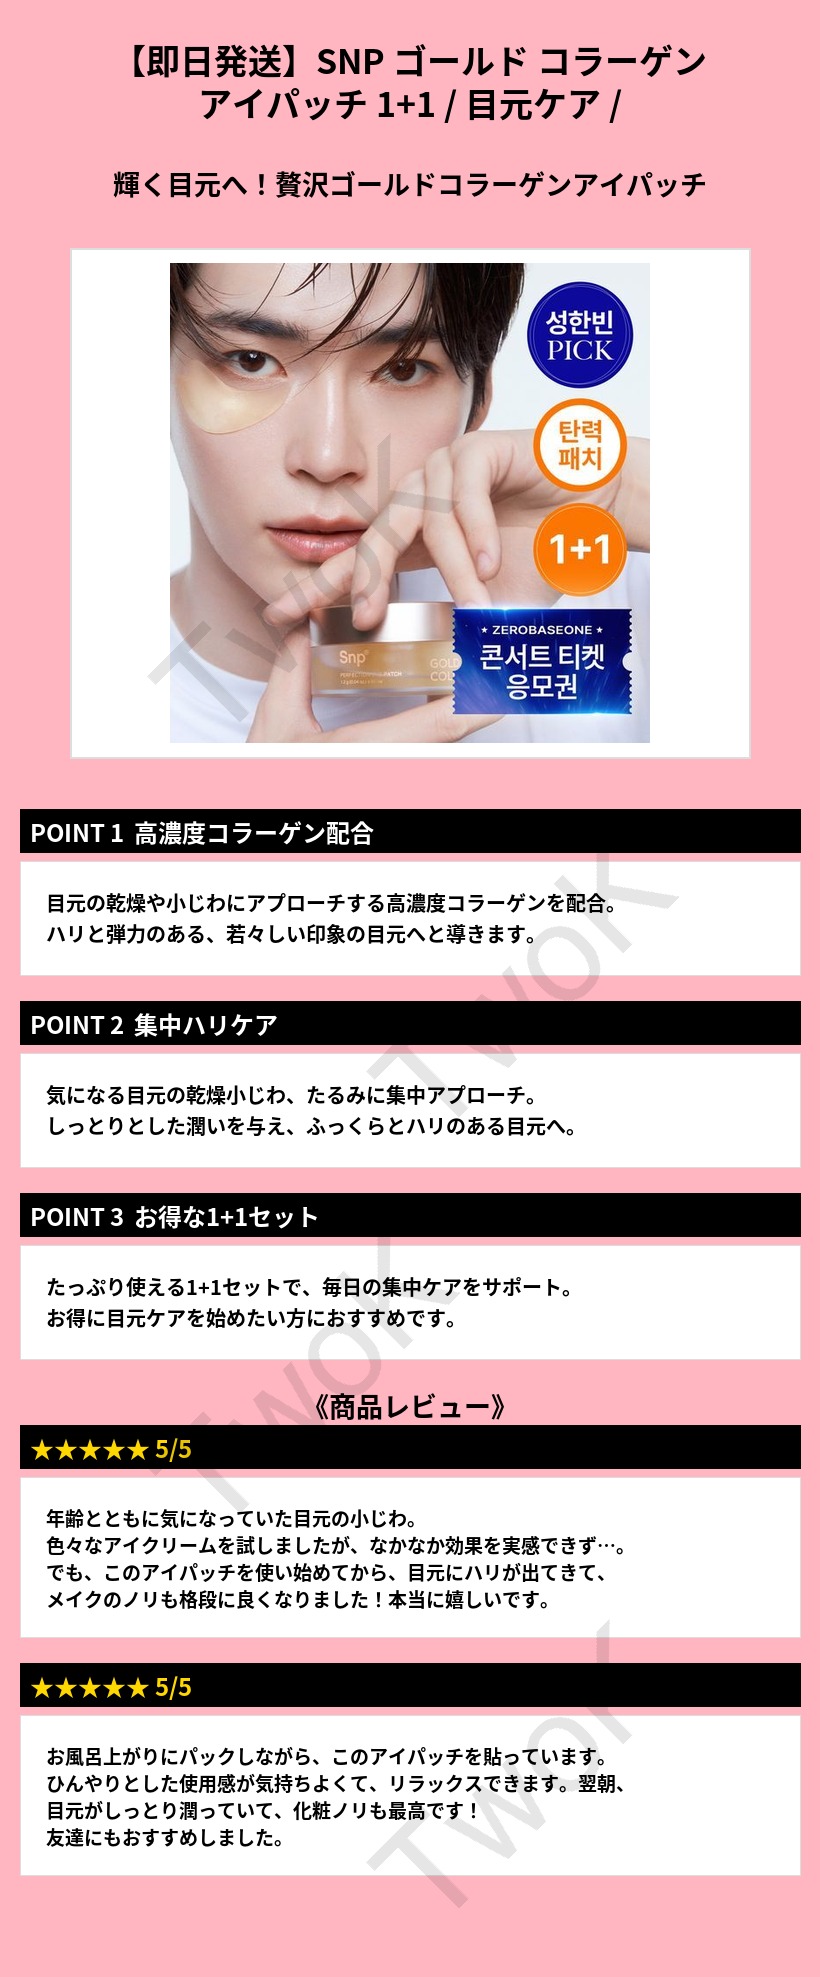 【即日発送】SNP ゴールド コラーゲン
アイパッチ 1+1 / 目元ケア /
輝く目元へ！贅沢ゴールドコラーゲンアイパッチ
성한빈
PICK
탄력
패치
1+1
★ ZEROBASEONE ★
콘서트 티켓
응모권
Snp
GOLD
COL
TwoK
POINT 1 高濃度コラーゲン配合
目元の乾燥や小じわにアプローチする高濃度コラーゲンを配合。
ハリと弾力のある、若々しい印象の目元へと導きます。
TwoK
POINT 2 集中ハリケア
気になる目元の乾燥小じわ、たるみに集中アプローチ。
しっとりとした潤いを与え、ふっくらとハリのある目元へ。
POINT 3 お得な1+1セット
たっぷり使える1+1セットで、毎日の集中ケアをサポート。
お得に目元ケアを始めたい方におすすめです。
TwoK
《商品レビュー》
★★★★★ 5/5
年齢とともに気になっていた目元の小じわ。
色々なアイクリームを試しましたが、なかなか効果を実感できず…。
でも、このアイパッチを使い始めてから、目元にハリが出てきて、
メイクのノリも格段に良くなりました！本当に嬉しいです。
★★★★★ 5/5
お風呂上がりにパックしながら、このアイパッチを貼っています。
ひんやりとした使用感が気持ちよくて、リラックスできます。翌朝、
目元がしっとり潤っていて、化粧ノリも最高です！
友達にもおすすめしました。
TwoK